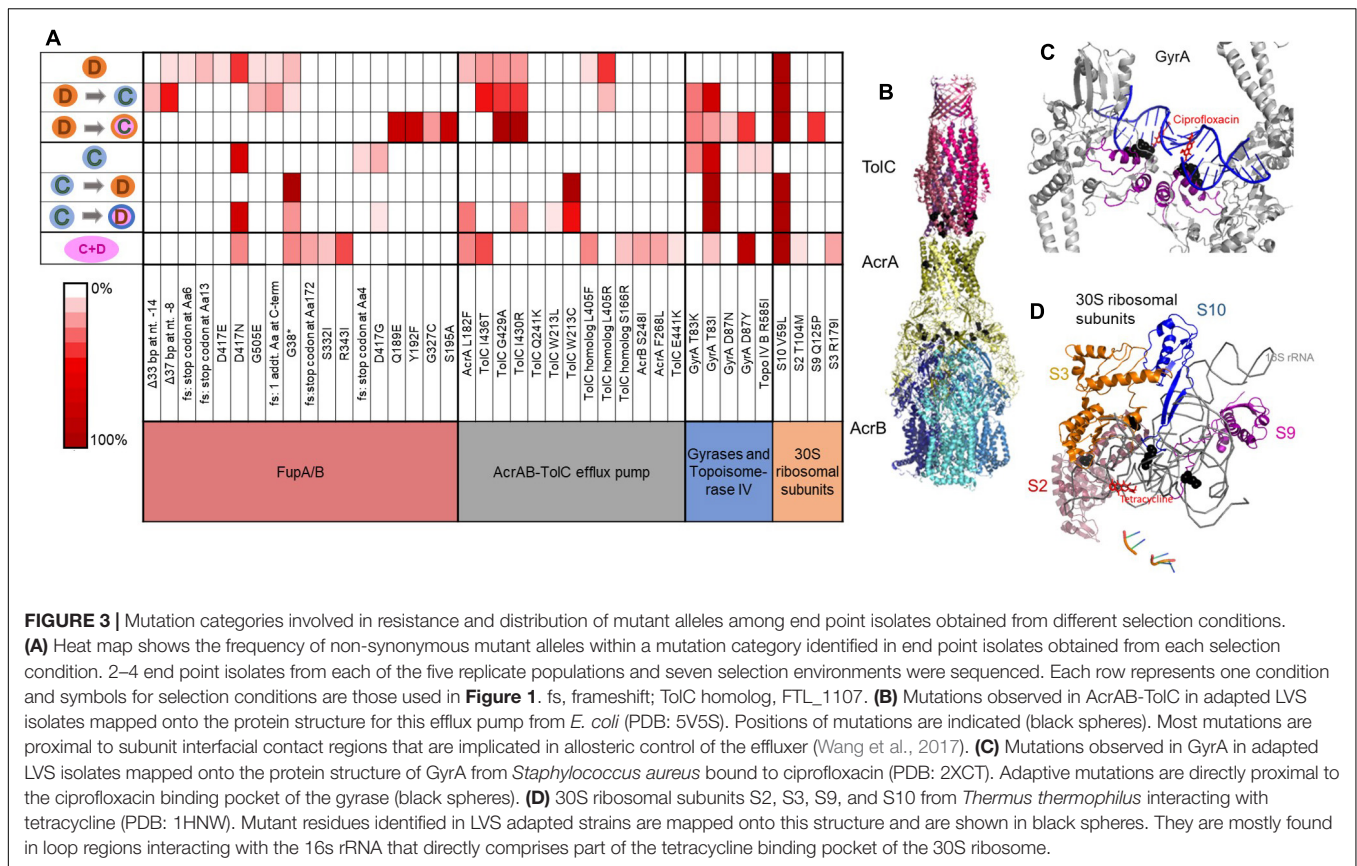 A
D
D C
D C
C
C D
C D
C+D
0%
100%
Δ33 bp at nt. -14
Δ37 bp at nt. -8
fs: stop codon at Aa6
fs: stop codon at Aa13
D417E
D417N
G505E
fs: 1 addt. Aa at C-term
G38*
fs: stop codon at Aa172
S332I
R343I
fs: stop codon at Aa4
D417G
Q189E
Y192F
G327C
S195A
AcrA L182F
TolC I436T
TolC G429A
TolC I430R
TolC Q241K
TolC W213L
TolC W213C
TolC homolog L405F
TolC homolog L405R
TolC homolog S166R
AcrB S248I
AcrA F268L
TolC E441K
GyrA T83K
GyrA T83I
GyrA D87N
GyrA D87Y
Topo IV B R585I
S10 V59L
S2 T104M
S9 Q125P
S3 R179I
FupA/B
AcrAB-TolC efflux pump
Gyrases and
Topoisome-
rase IV
30S
ribosomal
subunits
B
TolC
AcrA
AcrB
C
GyrA
Ciprofloxacin
D
30S ribosomal
subunits
S10
16S rRNA
S3
S9
S2
Tetracycline
FIGURE 3 | Mutation categories involved in resistance and distribution of mutant alleles among end point isolates obtained from different selection conditions.
(A) Heat map shows the frequency of non-synonymous mutant alleles within a mutation category identified in end point isolates obtained from each selection
condition. 2–4 end point isolates from each of the five replicate populations and seven selection environments were sequenced. Each row represents one condition
and symbols for selection conditions are those used in Figure 1. fs, frameshift; TolC homolog, FTL_1107. (B) Mutations observed in AcrAB-TolC in adapted LVS
isolates mapped onto the protein structure for this efflux pump from E. coli (PDB: 5V5S). Positions of mutations are indicated (black spheres). Most mutations are
proximal to subunit interfacial contact regions that are implicated in allosteric control of the effluxer (Wang et al., 2017). (C) Mutations observed in GyrA in adapted
LVS isolates mapped onto the protein structure of GyrA from Staphylococcus aureus bound to ciprofloxacin (PDB: 2XCT). Adaptive mutations are directly proximal to
the ciprofloxacin binding pocket of the gyrase (black spheres). (D) 30S ribosomal subunits S2, S3, S9, and S10 from Thermus thermophilus interacting with
tetracycline (PDB: 1HNW). Mutant residues identified in LVS adapted strains are mapped onto this structure and are shown in black spheres. They are mostly found
in loop regions interacting with the 16s rRNA that directly comprises part of the tetracycline binding pocket of the 30S ribosome.